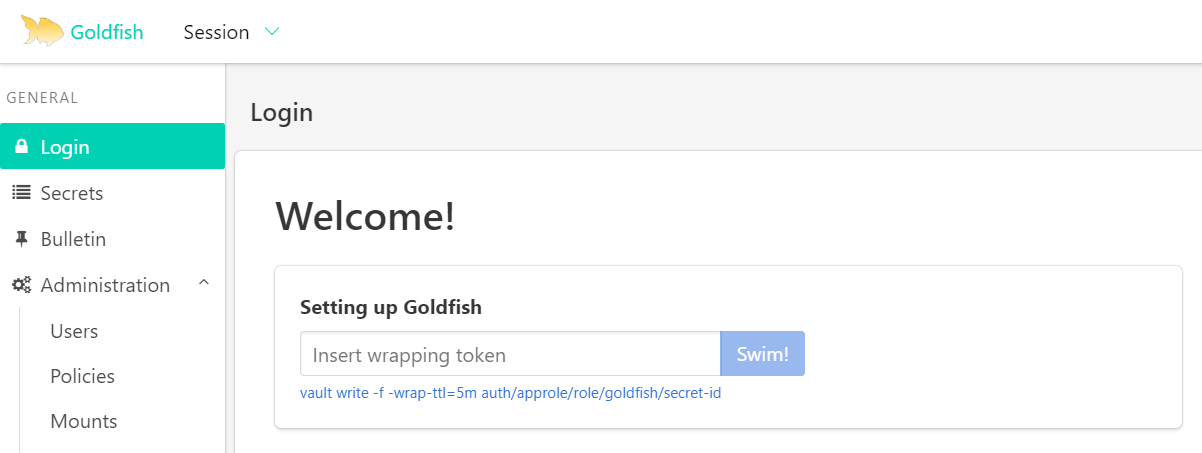 Goldfish Session
GENERAL
Login
Secrets
Bulletin
Administration
Users
Policies
Mounts
Login
Welcome!
Setting up Goldfish
Insert wrapping token Swim!
vault write -f -wrap-ttl=5m auth/approle/role/goldfish/secret-id